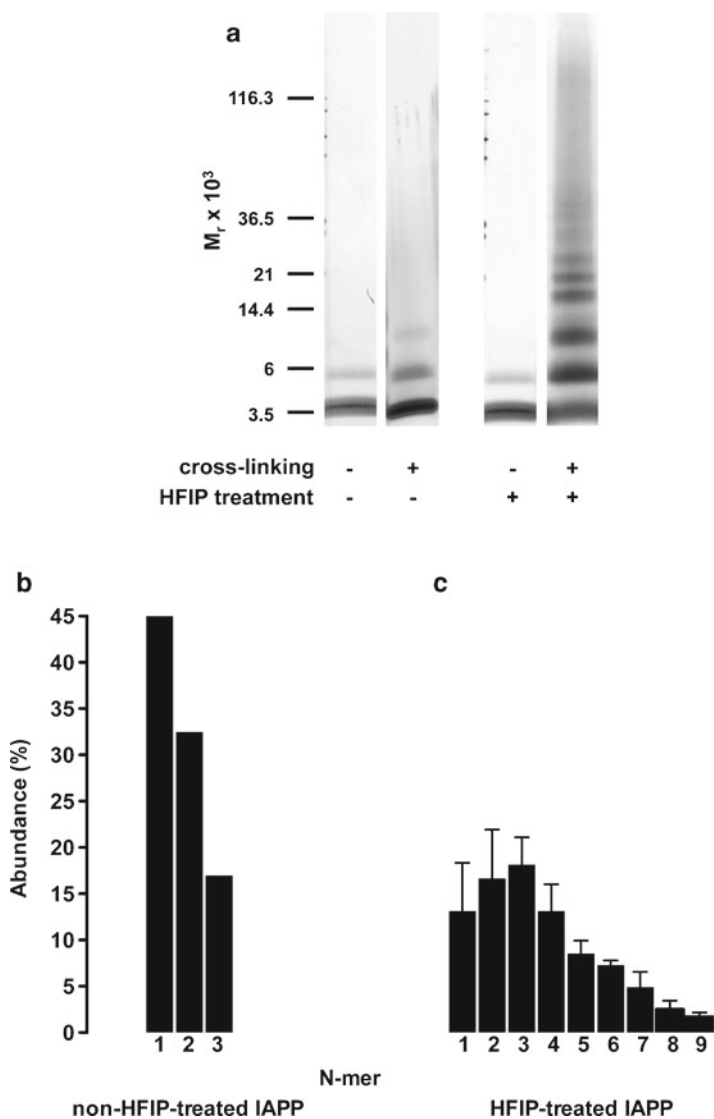 a
116.3
36.5
21
14.4
6
3.5
Mr x 10³
cross-linking - + - +
HFIP treatment - - + +
b
c
45
40
35
30
25
20
15
10
5
0
Abundance (%)
1 2 3
1 2 3 4 5 6 7 8 9
N-mer
non-HFIP-treated IAPP
HFIP-treated IAPP